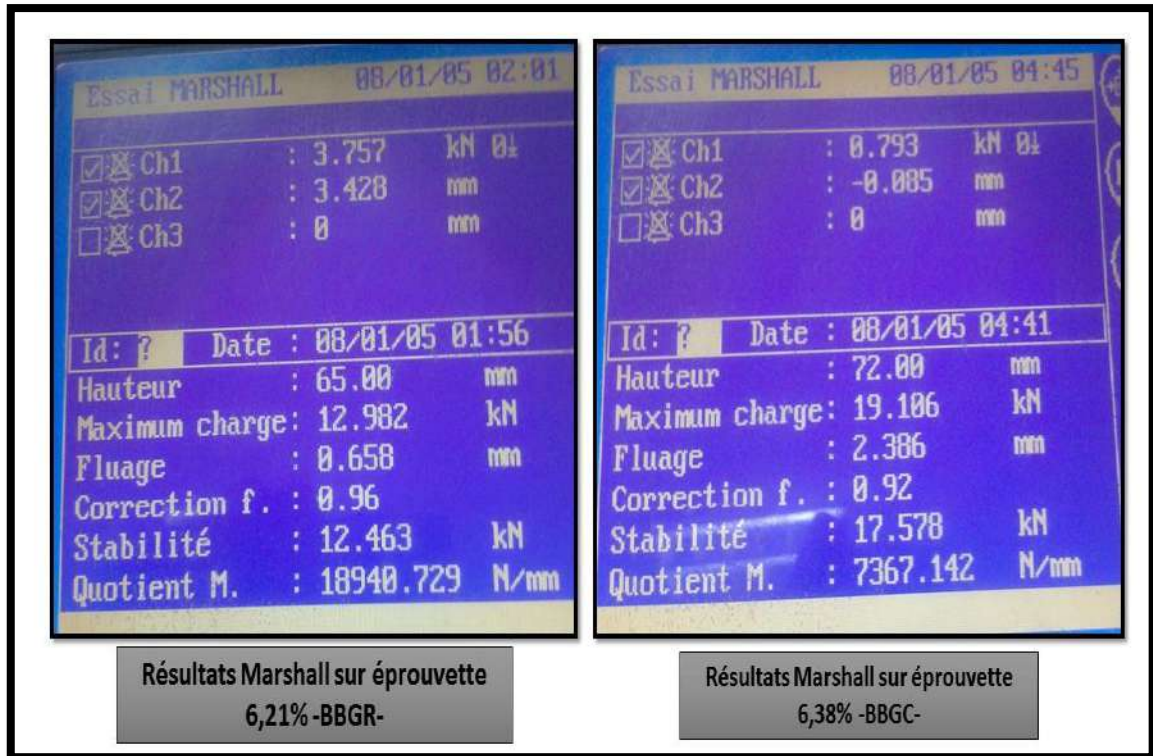 Essai MARSHALL 08/01/05 02:01
Ch1 : 3.757 kN 0
Ch2 : 3.428 mm
Ch3 : 0 mm
Id: ? Date : 08/01/05 01:56
Hauteur : 65.00 mm
Maximum charge: 12.982 kN
Fluage : 0.658 mm
Correction f. : 0.96
Stabilité : 12.463 kN
Quotient M. : 18940.729 N/mm
Résultats Marshall sur éprouvette
6,21% -BBGR-
Essai MARSHALL 08/01/05 04:45
Ch1 : 0.793 kN 0
Ch2 : -0.085 mm
Ch3 : 0 mm
Id: ? Date : 08/01/05 04:41
Hauteur : 72.00 mm
Maximum charge: 19.106 kN
Fluage : 2.386 mm
Correction f. : 0.92
Stabilité : 17.578 kN
Quotient M. : 7367.142 N/mm
Résultats Marshall sur éprouvette
6,38% -BBGC-